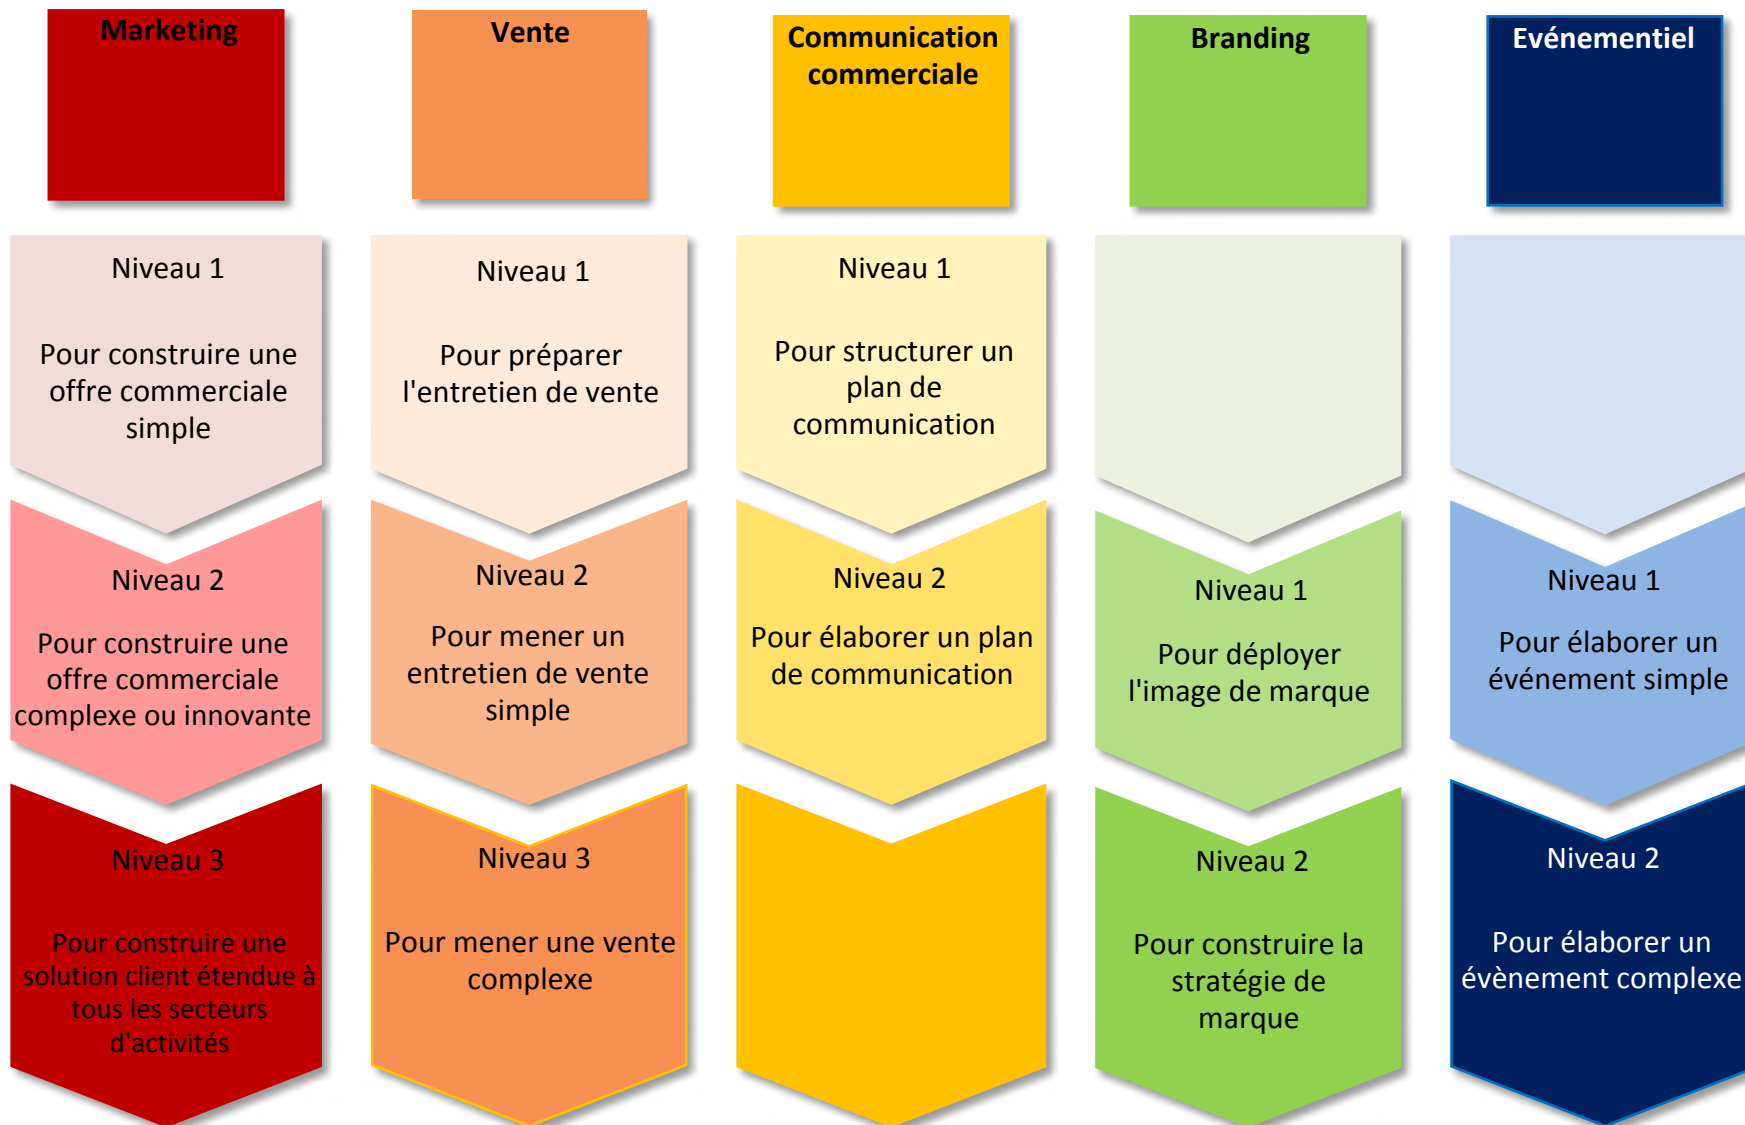 Marketing
Vente
Communication
commerciale
Branding
Evénementiel
Niveau 1
Pour construire une
offre commerciale
simple
Niveau 1
Pour préparer
l'entretien de vente
Niveau 1
Pour structurer un
plan de
communication
Niveau 2
Pour construire une
offre commerciale
complexe ou innovante
Niveau 2
Pour mener un
entretien de vente
simple
Niveau 2
Pour élaborer un plan
de communication
Niveau 1
Pour déployer
l'image de marque
Niveau 1
Pour élaborer un
événement simple
Niveau 3
Pour construire une
solution client étendue à
tous les secteurs
d'activités
Niveau 3
Pour mener une vente
complexe
Niveau 2
Pour construire la
stratégie de
marque
Niveau 2
Pour élaborer un
évènement complexe